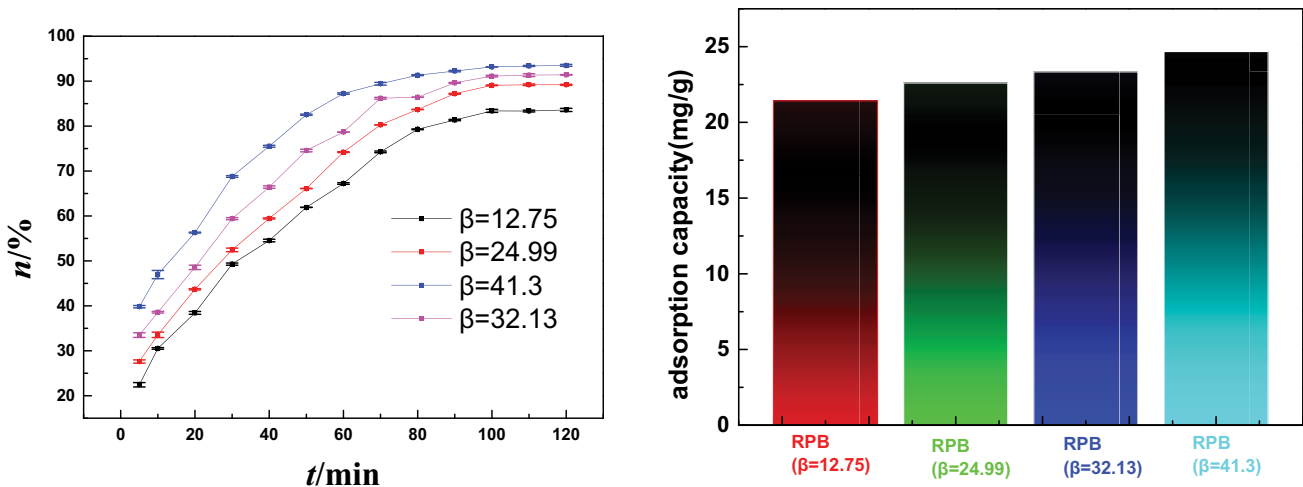 100
90
80
70
60
50
40
30
20
n/%
0
20
40
60
80
100
120
t/min
β=12.75
β=24.99
β=41.3
β=32.13
25
20
15
10
5
0
adsorption capacity(mg/g)
RPB
(β=12.75)
RPB
(β=24.99)
RPB
(β=32.13)
RPB
(β=41.3)